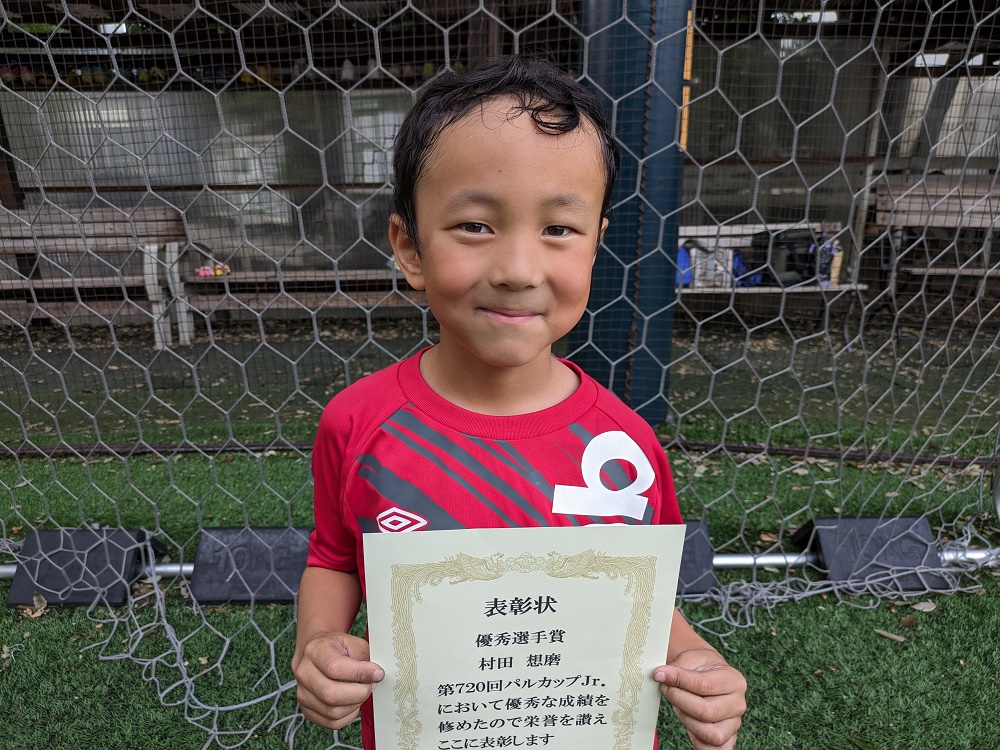 表彰状
優秀選手賞
村田　想磨
第720回パルカップJr.
において優秀な成績を
修めたので栄誉を讃え
ここに表彰します